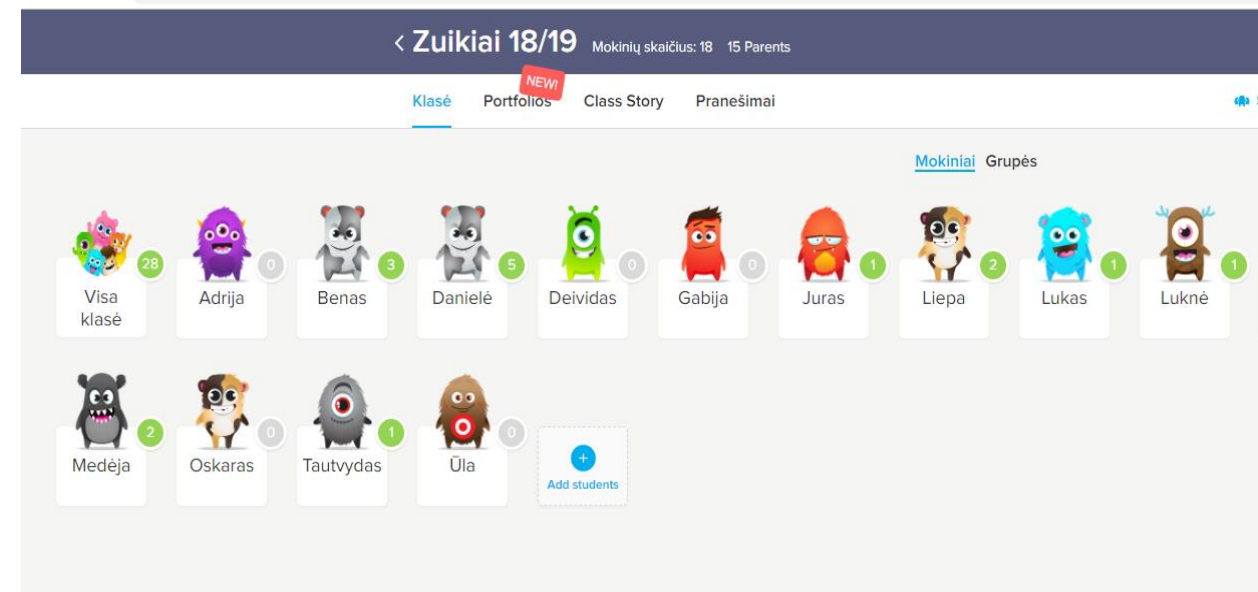 < Zuikiai 18/19 Mokinių skaičius: 18 15 Parents
NEW!
Klasė Portfolios Class Story Pranešimai
Mokiniai Grupės
28 0 3 5 0 0 1 2 1 1
Visa klasė Adrija Benas Danielė Deividas Gabija Juras Liepa Lukas Luknė
2 0 1 0
Medėja Oskaras Tautvydas Ūla
+
Add students